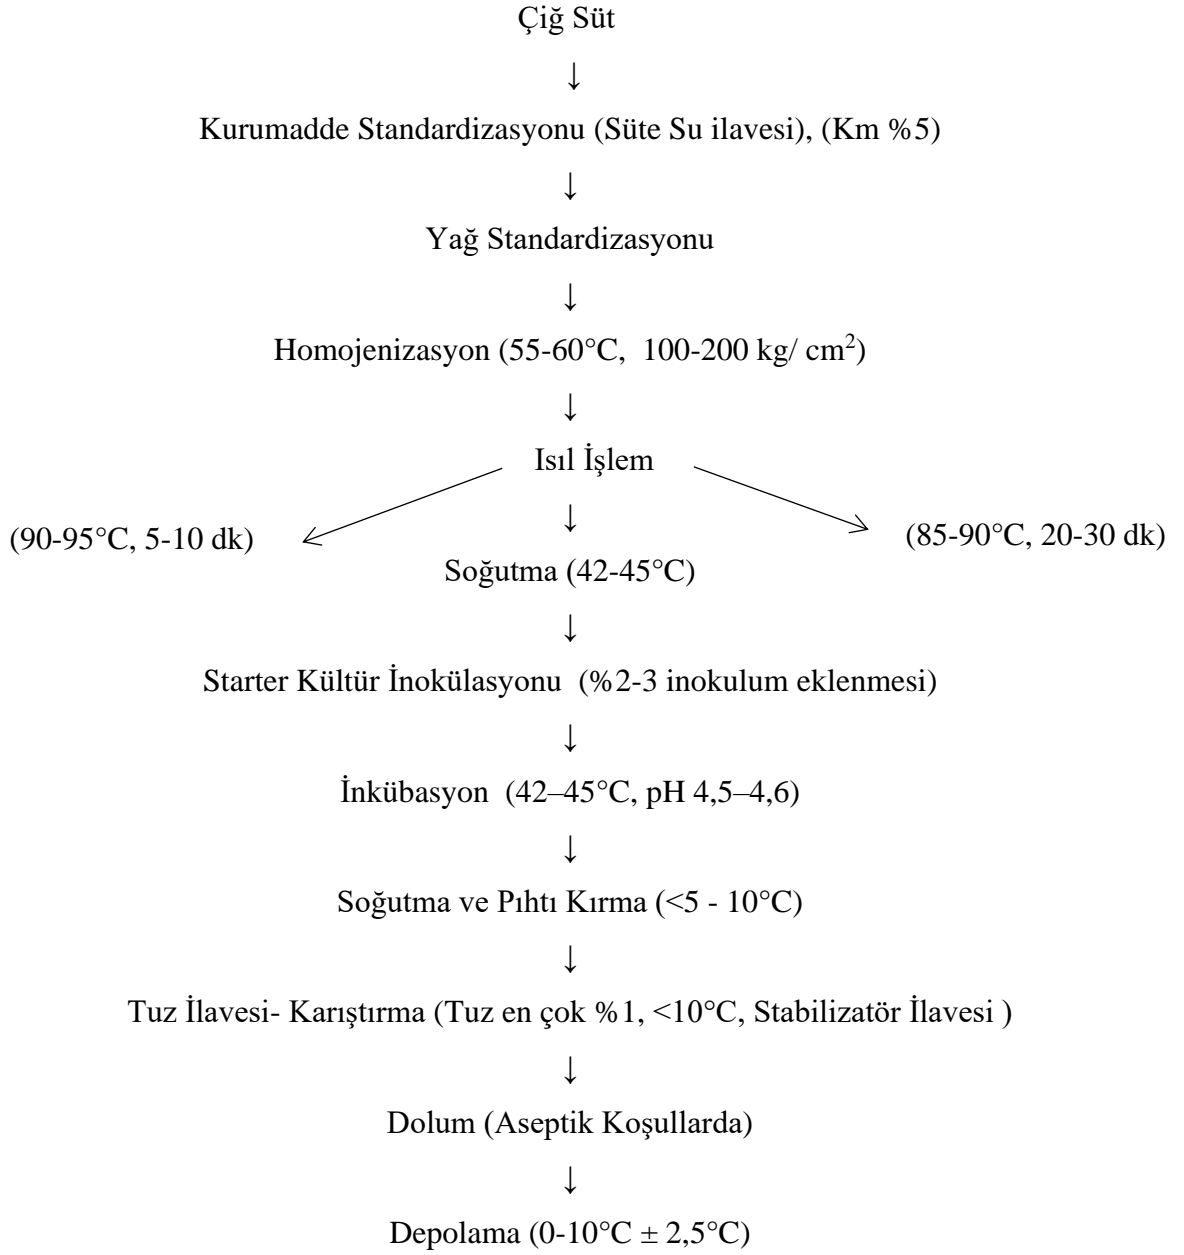 Çiğ Süt
↓
Kurumadde Standardizasyonu (Süte Su ilavesi), (Km %5)
↓
Yağ Standardizasyonu
↓
Homojenizasyon (55-60°C, 100-200 kg/ cm²)
↓
Isıl İşlem
(90-95°C, 5-10 dk) ↓ (85-90°C, 20-30 dk)
Soğutma (42-45°C)
↓
Starter Kültür İnokülasyonu (%2-3 inokulum eklenmesi)
↓
İnkübasyon (42–45°C, pH 4,5–4,6)
↓
Soğutma ve Pıhtı Kırma (<5 - 10°C)
↓
Tuz İlavesi- Karıştırma (Tuz en çok %1, <10°C, Stabilizatör İlavesi )
↓
Dolum (Aseptik Koşullarda)
↓
Depolama (0-10°C ± 2,5°C)